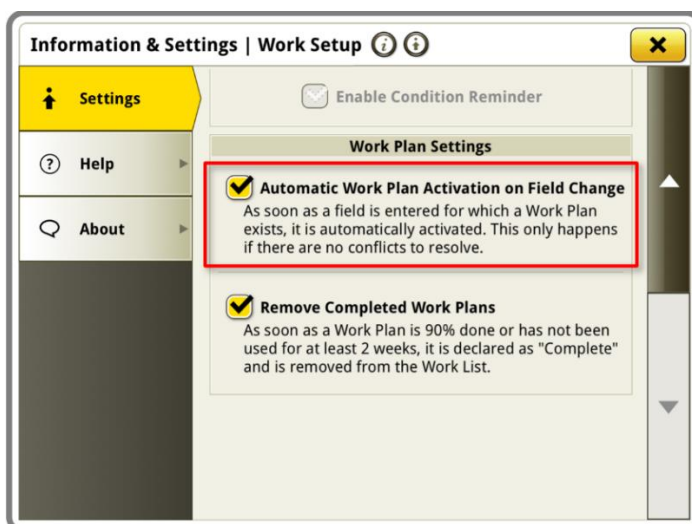 Information & Settings | Work Setup
Settings
Enable Condition Reminder
Work Plan Settings
Help
Automatic Work Plan Activation on Field Change
As soon as a field is entered for which a Work Plan
exists, it is automatically activated. This only happens
if there are no conflicts to resolve.
About
Remove Completed Work Plans
As soon as a Work Plan is 90% done or has not been
used for at least 2 weeks, it is declared as "Complete"
and is removed from the Work List.